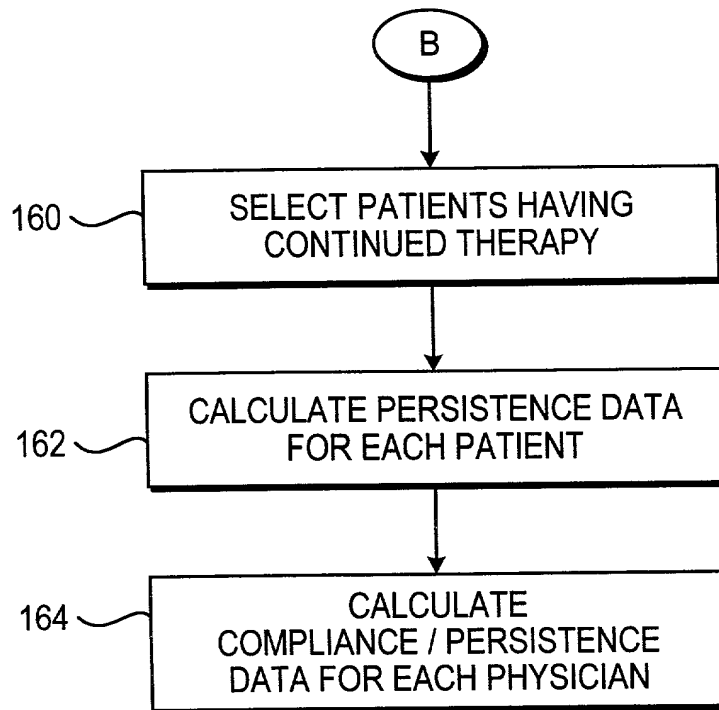 B
160
SELECT PATIENTS HAVING
CONTINUED THERAPY
162
CALCULATE PERSISTENCE DATA
FOR EACH PATIENT
164
CALCULATE
COMPLIANCE / PERSISTENCE
DATA FOR EACH PHYSICIAN